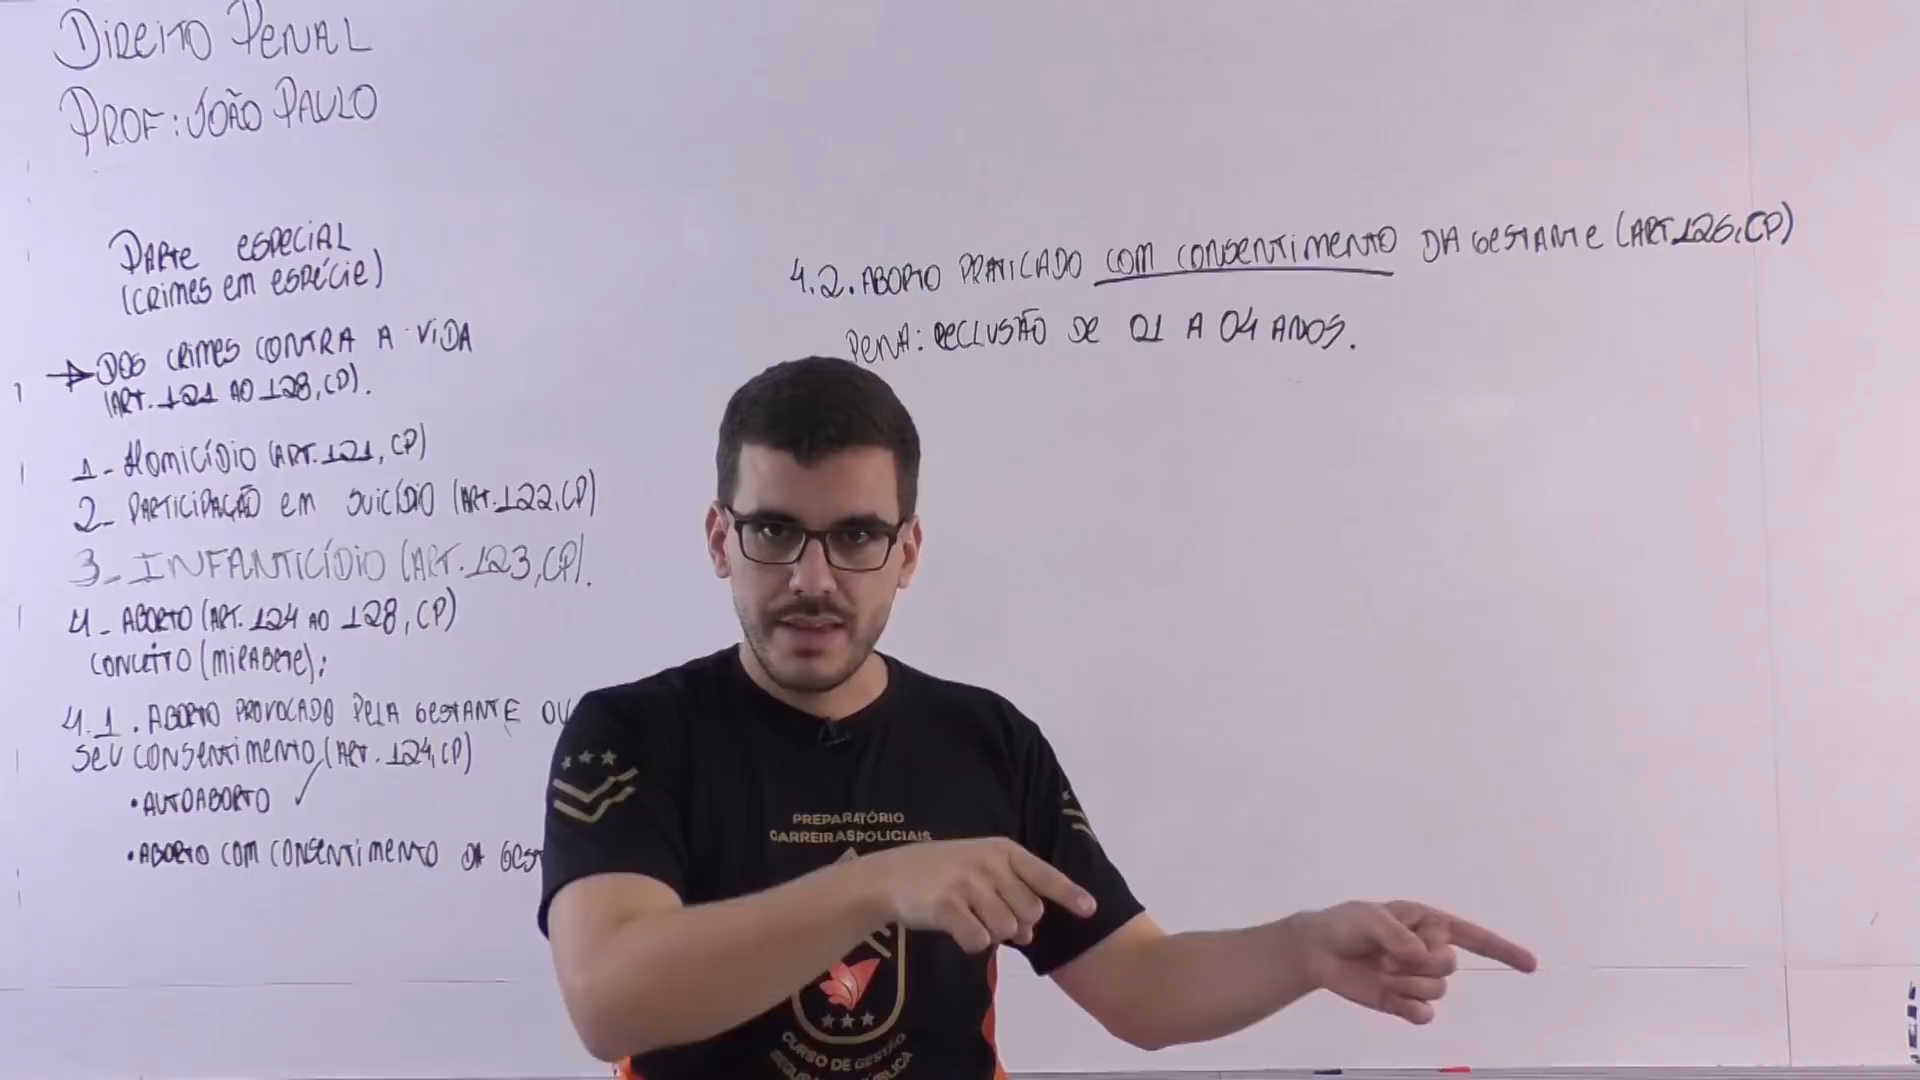 DIREITO PENAL
PROF: JOÃO PAULO
PARTE ESPECIAL
(CRIMES EM ESPÉCIE)
DOS CRIMES CONTRA A VIDA
(ART. 121 AO 128, CP).
1- HOMICÍDIO (ART. 121, CP)
2- PARTICIPAÇÃO EM SUICÍDIO (ART. 122, CP)
3- INFANTICÍDIO (ART. 123, CP).
4- ABORTO (ART. 124 AO 128, CP)
CONCEITO (MIRABETE);
4.1. ABORTO PROVOCADO PELA GESTANTE OU
SEU CONSENTIMENTO (ART. 124, CP)
• AUTOABORTO
• ABORTO COM CONSENTIMENTO DA GEST
4.2. ABORTO PRATICADO COM CONSENTIMENTO DA GESTANTE (ART. 126, CP)
PENA: RECLUSÃO DE 01 A 04 ANOS.
PREPARATÓRIO
CARREIRAS POLICIAIS
CURSO DE GESTÃO